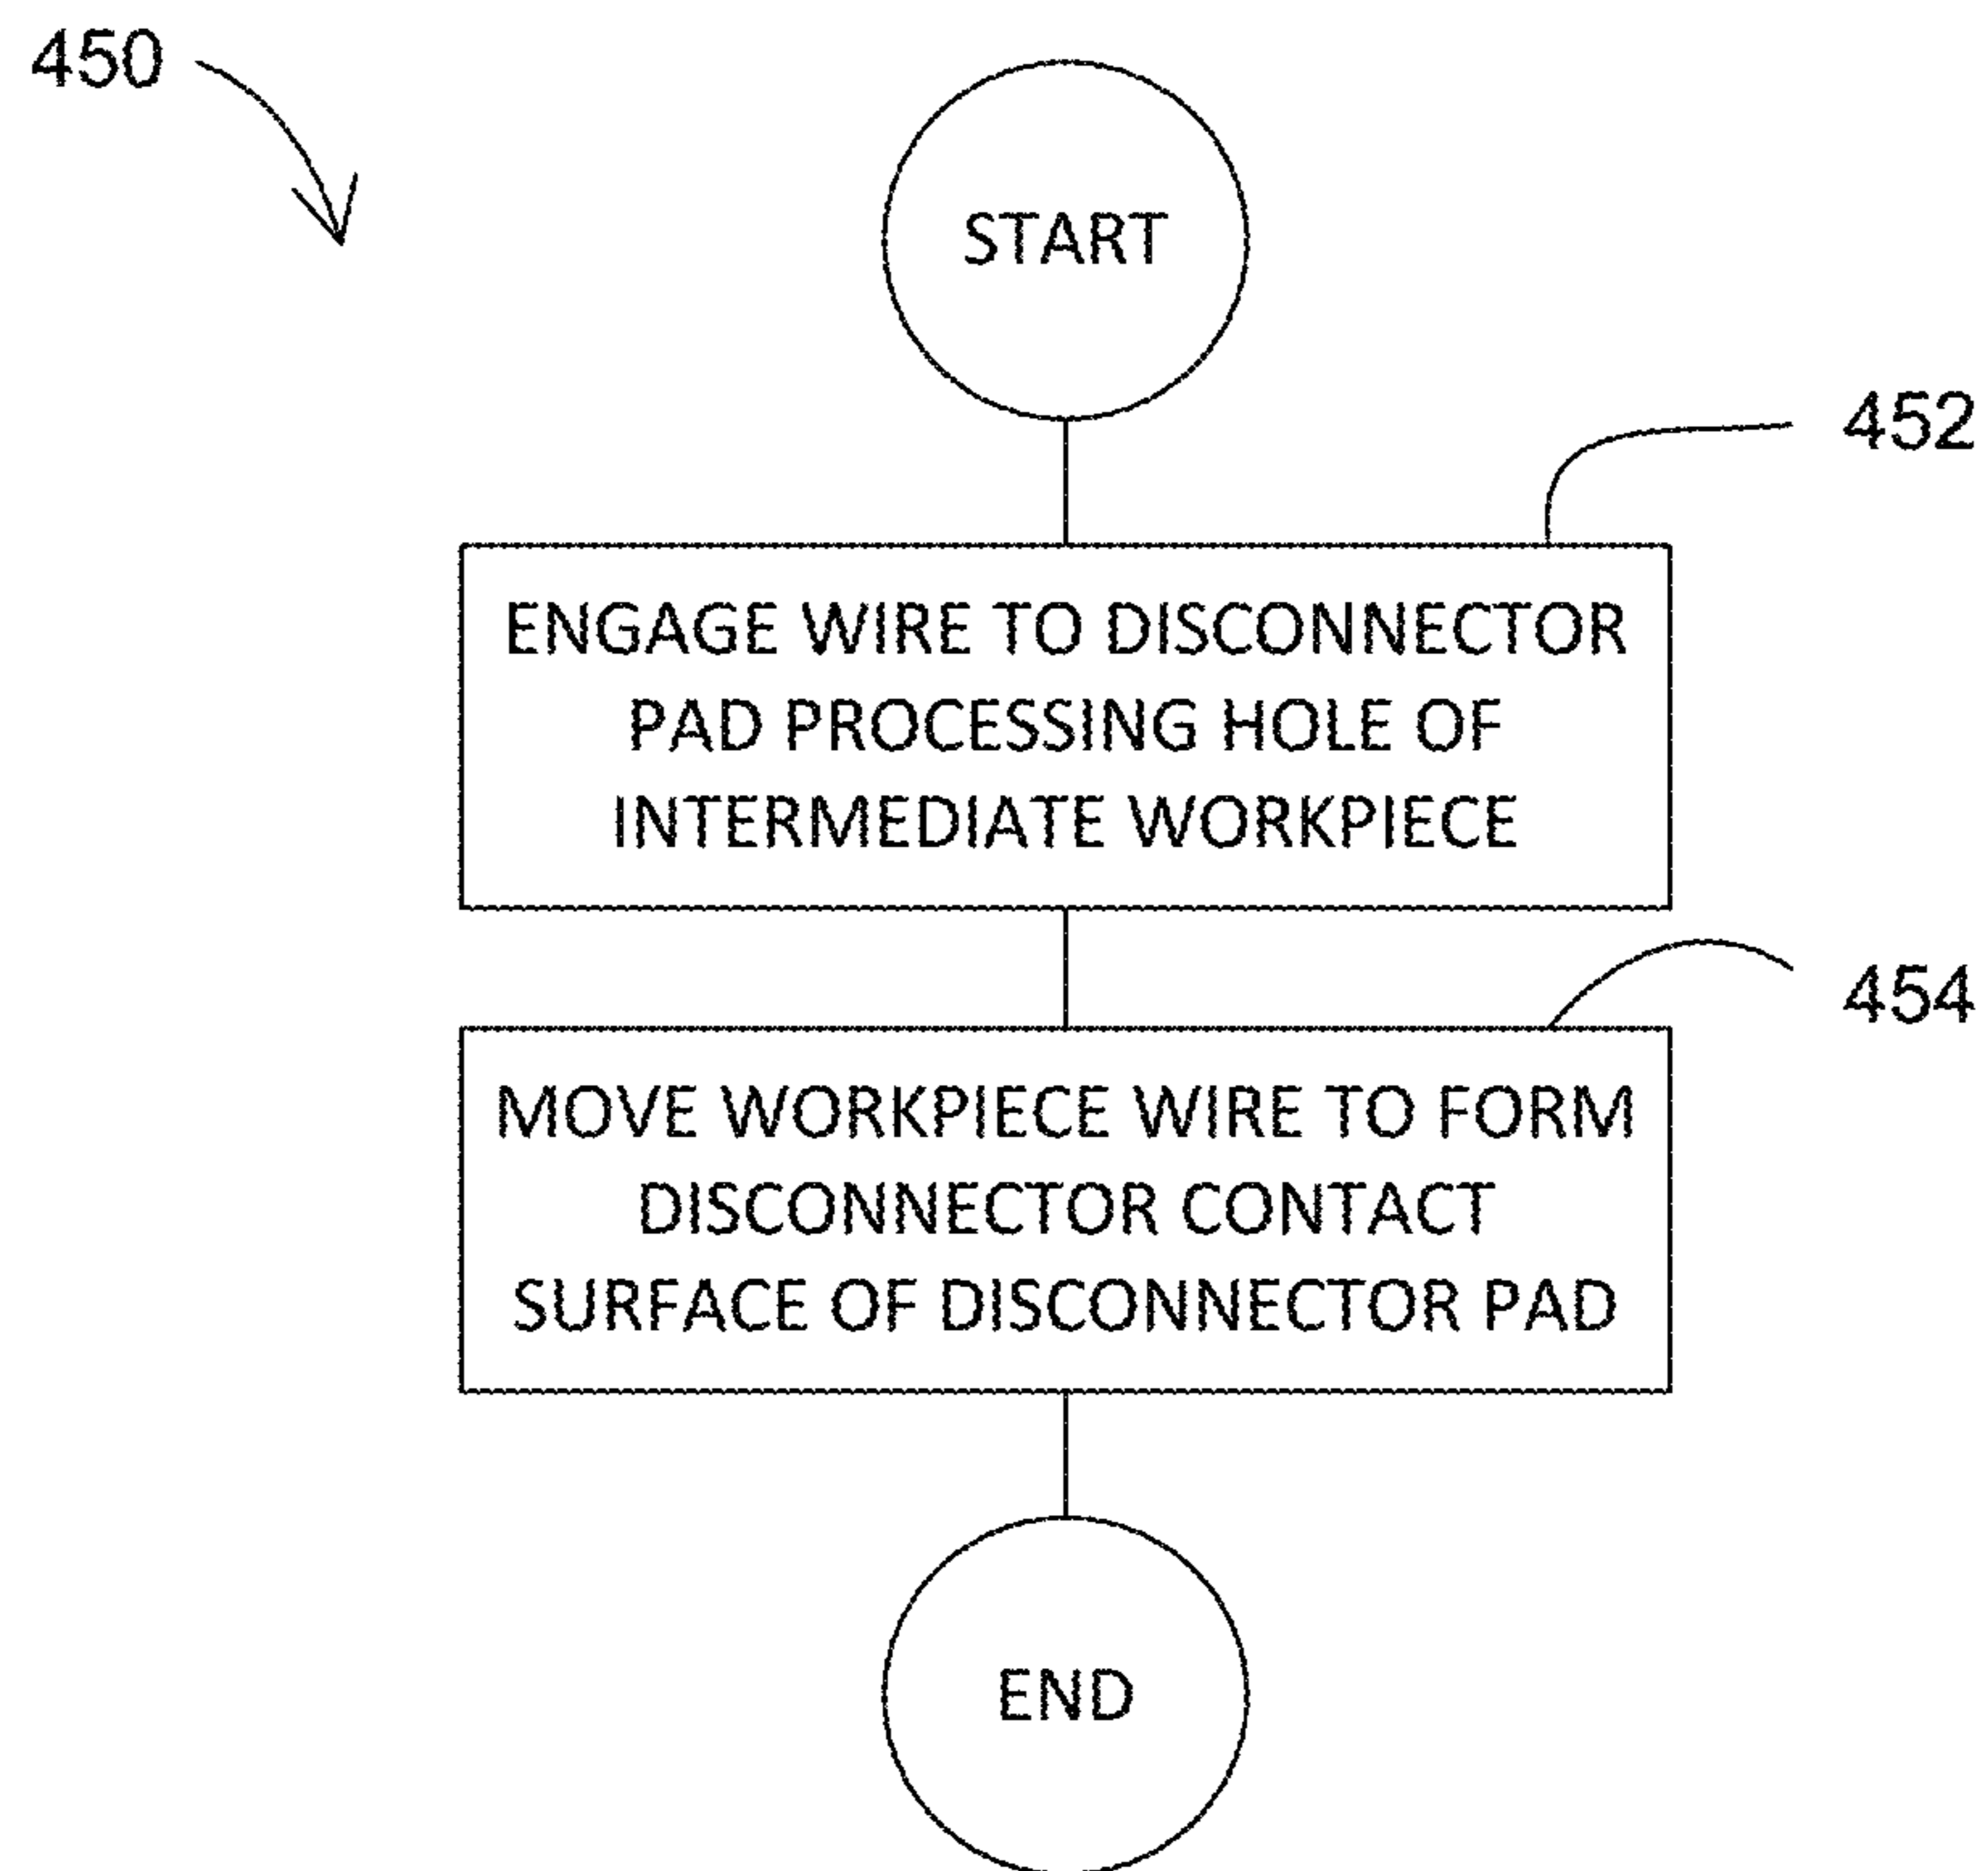 450
START
452
ENGAGE WIRE TO DISCONNECTOR
PAD PROCESSING HOLE OF
INTERMEDIATE WORKPIECE
454
MOVE WORKPIECE WIRE TO FORM
DISCONNECTOR CONTACT
SURFACE OF DISCONNECTOR PAD
END